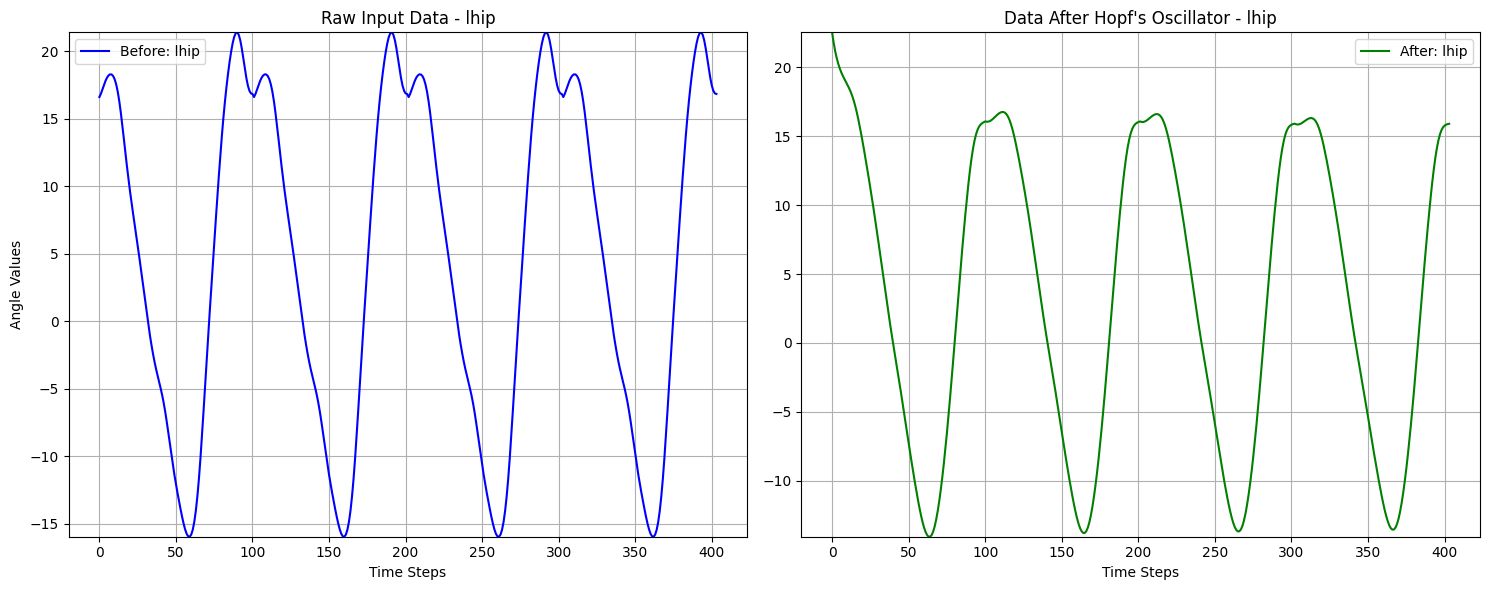 Raw Input Data - lhip
Before: lhip
20
15
10
5
0
−5
−10
−15
Angle Values
0 50 100 150 200 250 300 350 400
Time Steps
Data After Hopf's Oscillator - lhip
After: lhip
20
15
10
5
0
−5
−10
0 50 100 150 200 250 300 350 400
Time Steps